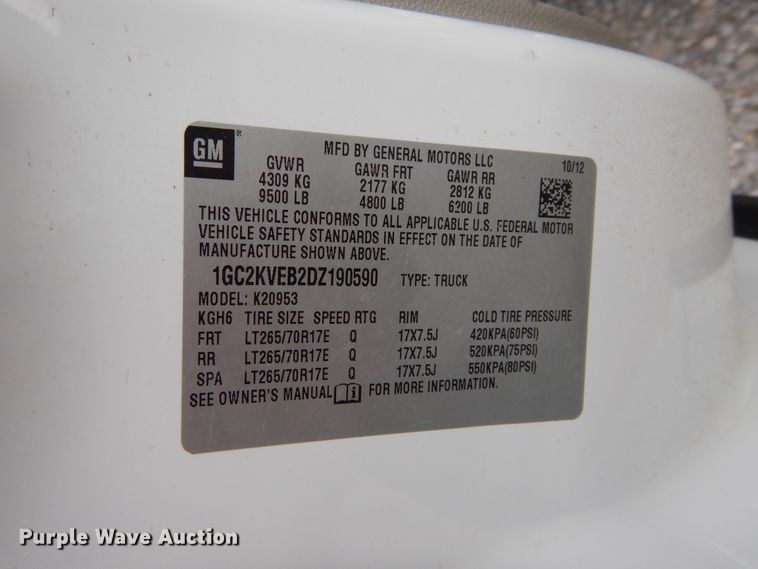 GM
MFD BY GENERAL MOTORS LLC
10/12
GVWR GAWR FRT GAWR RR
4309 KG 2177 KG 2812 KG
9500 LB 4800 LB 6200 LB
THIS VEHICLE CONFORMS TO ALL APPLICABLE U.S. FEDERAL MOTOR
VEHICLE SAFETY STANDARDS IN EFFECT ON THE DATE OF
MANUFACTURE SHOWN ABOVE.
1GC2KVEB2DZ190590 TYPE: TRUCK
MODEL: K20953
KGH6 TIRE SIZE SPEED RTG RIM COLD TIRE PRESSURE
FRT LT265/70R17E Q 17X7.5J 420KPA(60PSI)
RR LT265/70R17E Q 17X7.5J 520KPA(75PSI)
SPA LT265/70R17E Q 17X7.5J 550KPA(80PSI)
SEE OWNER'S MANUAL i FOR MORE INFORMATION.
Purple Wave Auction